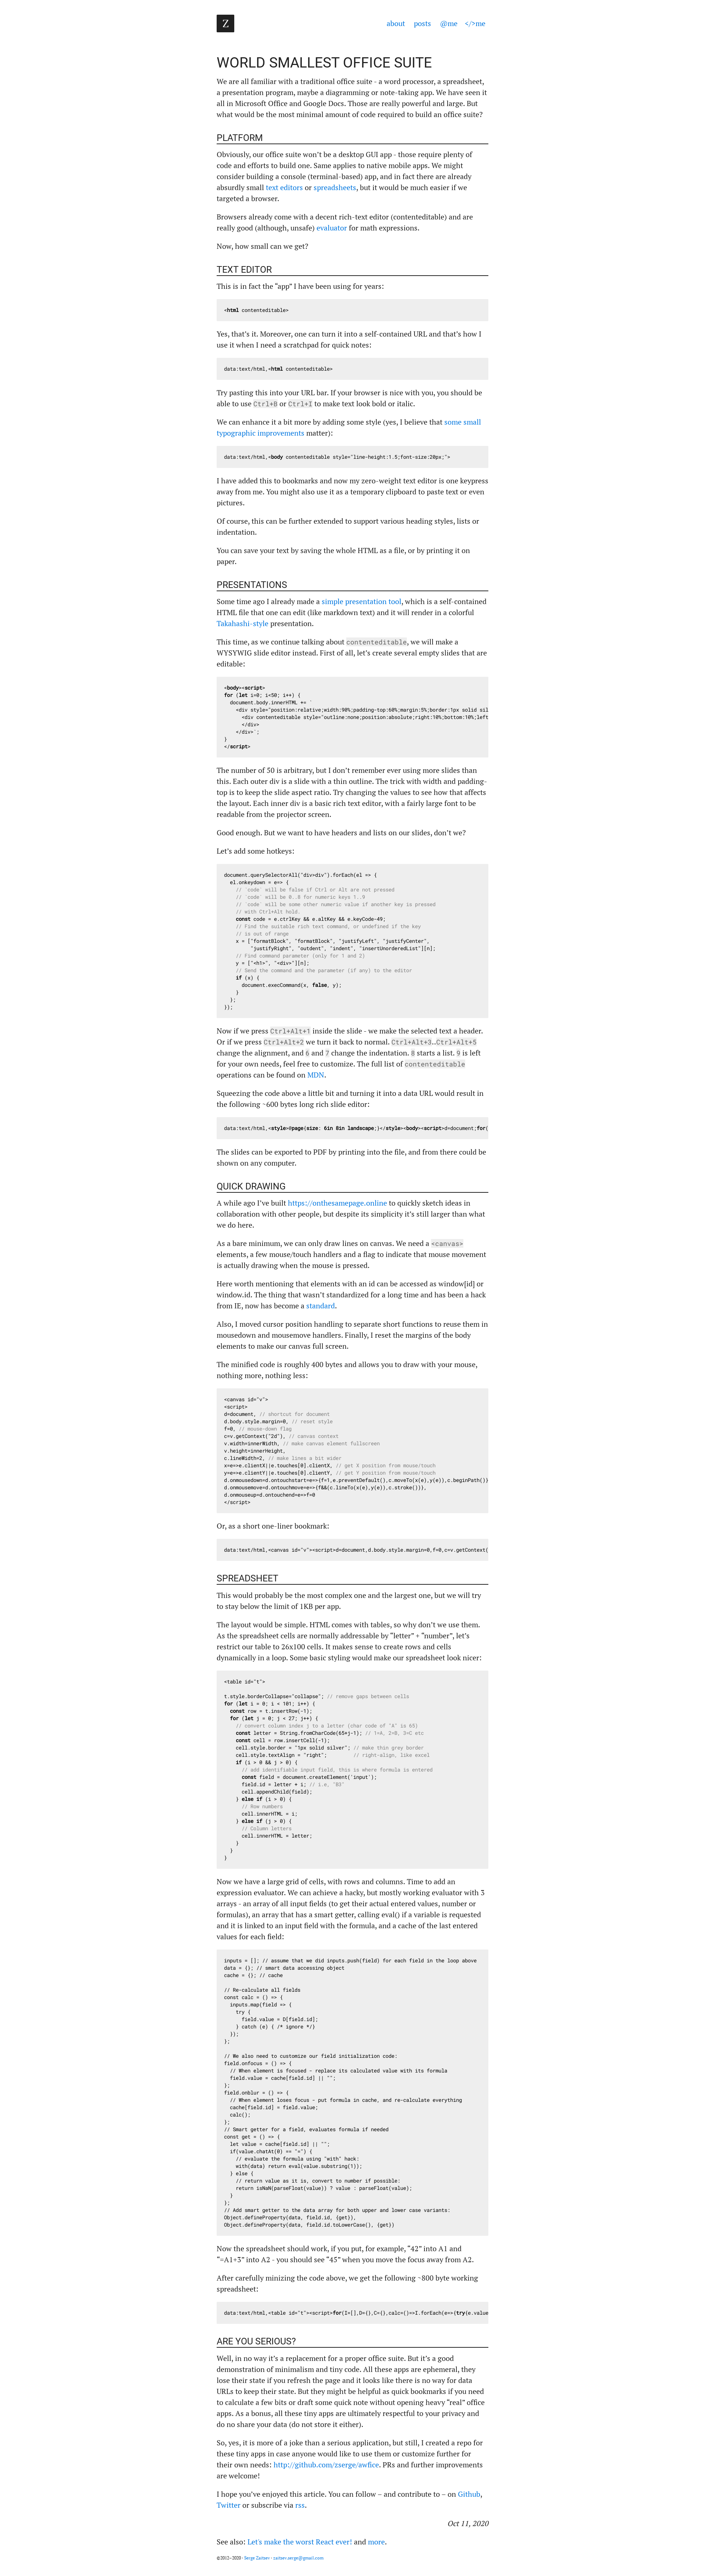 Z
about posts @me </>me
WORLD SMALLEST OFFICE SUITE
We are all familiar with a traditional office suite - a word processor, a spreadsheet,
a presentation program, maybe a diagramming or note-taking app. We have seen it
all in Microsoft Office and Google Docs. Those are really powerful and large. But
what would be the most minimal amount of code required to build an office suite?
PLATFORM
Obviously, our office suite won’t be a desktop GUI app - those require plenty of
code and efforts to build one. Same applies to native mobile apps. We might
consider building a console (terminal-based) app, and in fact there are already
absurdly small text editors or spreadsheets, but it would be much easier if we
targeted a browser.
Browsers already come with a decent rich-text editor (contenteditable) and are
really good (although, unsafe) evaluator for math expressions.
Now, how small can we get?
TEXT EDITOR
This is in fact the “app” I have been using for years:
<html contenteditable>
Yes, that’s it. Moreover, one can turn it into a self-contained URL and that’s how I
use it when I need a scratchpad for quick notes:
data:text/html,<html contenteditable>
Try pasting this into your URL bar. If your browser is nice with you, you should be
able to use Ctrl+B or Ctrl+I to make text look bold or italic.
We can enhance it a bit more by adding some style (yes, I believe that some small
typographic improvements matter):
data:text/html,<body contenteditable style="line-height:1.5;font-size:20px;">
I have added this to bookmarks and now my zero-weight text editor is one keypress
away from me. You might also use it as a temporary clipboard to paste text or even
pictures.
Of course, this can be further extended to support various heading styles, lists or
indentation.
You can save your text by saving the whole HTML as a file, or by printing it on
paper.
PRESENTATIONS
Some time ago I already made a simple presentation tool, which is a self-contained
HTML file that one can edit (like markdown text) and it will render in a colorful
Takahashi-style presentation.
This time, as we continue talking about contenteditable, we will make a
WYSYWIG slide editor instead. First of all, let’s create several empty slides that are
editable:
<body><script>
for (let i=0; i<50; i++) {
document.body.innerHTML += `
<div style="position:relative;width:90%;padding-top:60%;margin:5%;border:1px solid sil
<div contenteditable style="outline:none;position:absolute;right:10%;bottom:10%;left
</div>
</div>`;
}
</script>
The number of 50 is arbitrary, but I don’t remember ever using more slides than
this. Each outer div is a slide with a thin outline. The trick with width and padding-
top is to keep the slide aspect ratio. Try changing the values to see how that affects
the layout. Each inner div is a basic rich text editor, with a fairly large font to be
readable from the projector screen.
Good enough. But we want to have headers and lists on our slides, don’t we?
Let’s add some hotkeys:
document.querySelectorAll("div>div").forEach(el => {
el.onkeydown = e=> {
// `code` will be false if Ctrl or Alt are not pressed
// `code` will be 0..8 for numeric keys 1..9
// `code` will be some other numeric value if another key is pressed
// with Ctrl+Alt hold.
const code = e.ctrlKey && e.altKey && e.keyCode-49;
// Find the suitable rich text command, or undefined if the key
// is out of range
x = ["formatBlock", "formatBlock", "justifyLeft", "justifyCenter",
"justifyRight", "outdent", "indent", "insertUnorderedList"][n];
// Find command parameter (only for 1 and 2)
y = ["<h1>", "<div>"][n];
// Send the command and the parameter (if any) to the editor
if (x) {
document.execCommand(x, false, y);
}
};
});
Now if we press Ctrl+Alt+1 inside the slide - we make the selected text a header.
Or if we press Ctrl+Alt+2 we turn it back to normal. Ctrl+Alt+3..Ctrl+Alt+5
change the alignment, and 6 and 7 change the indentation. 8 starts a list. 9 is left
for your own needs, feel free to customize. The full list of contenteditable
operations can be found on MDN.
Squeezing the code above a little bit and turning it into a data URL would result in
the following ~600 bytes long rich slide editor:
data:text/html,<style>@page{size: 6in 8in landscape;}</style><body><script>d=document;for(
The slides can be exported to PDF by printing into the file, and from there could be
shown on any computer.
QUICK DRAWING
A while ago I’ve built https://onthesamepage.online to quickly sketch ideas in
collaboration with other people, but despite its simplicity it’s still larger than what
we do here.
As a bare minimum, we can only draw lines on canvas. We need a <canvas>
elements, a few mouse/touch handlers and a flag to indicate that mouse movement
is actually drawing when the mouse is pressed.
Here worth mentioning that elements with an id can be accessed as window[id] or
window.id. The thing that wasn’t standardized for a long time and has been a hack
from IE, now has become a standard.
Also, I moved cursor position handling to separate short functions to reuse them in
mousedown and mousemove handlers. Finally, I reset the margins of the body
elements to make our canvas full screen.
The minified code is roughly 400 bytes and allows you to draw with your mouse,
nothing more, nothing less:
<canvas id="v">
<script>
d=document, // shortcut for document
d.body.style.margin=0, // reset style
f=0, // mouse-down flag
c=v.getContext("2d"), // canvas context
v.width=innerWidth, // make canvas element fullscreen
v.height=innerHeight,
c.lineWidth=2, // make lines a bit wider
x=e=>e.clientX||e.touches[0].clientX, // get X position from mouse/touch
y=e=>e.clientY||e.touches[0].clientY, // get Y position from mouse/touch
d.onmousedown=d.ontouchstart=e=>{f=1,e.preventDefault(),c.moveTo(x(e),y(e)),c.beginPath()}
d.onmousemove=d.ontouchmove=e=>{f&&(c.lineTo(x(e),y(e)),c.stroke())},
d.onmouseup=d.ontouchend=e=>f=0
</script>
Or, as a short one-liner bookmark:
data:text/html,<canvas id="v"><script>d=document,d.body.style.margin=0,f=0,c=v.getContext(
SPREADSHEET
This would probably be the most complex one and the largest one, but we will try
to stay below the limit of 1KB per app.
The layout would be simple. HTML comes with tables, so why don’t we use them.
As the spreadsheet cells are normally addressable by “letter” + “number”, let’s
restrict our table to 26x100 cells. It makes sense to create rows and cells
dynamically in a loop. Some basic styling would make our spreadsheet look nicer:
<table id="t">
t.style.borderCollapse="collapse"; // remove gaps between cells
for (let i = 0; i < 101; i++) {
const row = t.insertRow(-1);
for (let j = 0; j < 27; j++) {
// convert column index j to a letter (char code of 'A' is 65)
const letter = String.fromCharCode(65+j-1); // 1=A, 2=B, 3=C etc
const cell = row.insertCell(-1);
cell.style.border = "1px solid silver"; // make thin grey border
cell.style.textAlign = "right"; // right-align, like excel
if (i > 0 && j > 0) {
// add identifiable input field, this is where formula is entered
const field = document.createElement('input');
field.id = letter + i; // i.e, "B3"
cell.appendChild(field);
} else if (i > 0) {
// Row numbers
cell.innerHTML = i;
} else if (j > 0) {
// Column letters
cell.innerHTML = letter;
}
}
}
Now we have a large grid of cells, with rows and columns. Time to add an
expression evaluator. We can achieve a hacky, but mostly working evaluator with 3
arrays - an array of all input fields (to get their actual entered values, number or
formulas), an array that has a smart getter, calling eval() if a variable is requested
and it is linked to an input field with the formula, and a cache of the last entered
values for each field:
inputs = []; // assume that we did inputs.push(field) for each field in the loop above
data = {}; // smart data accessing object
cache = {}; // cache
// Re-calculate all fields
const calc = () => {
inputs.map(field => {
try {
field.value = D[field.id];
} catch (e) { /* ignore */}
});
};
// We also need to customize our field initialization code:
field.onfocus = () => {
// When element is focused - replace its calculated value with its formula
field.value = cache[field.id] || "";
};
field.onblur = () => {
// When element loses focus - put formula in cache, and re-calculate everything
cache[field.id] = field.value;
calc();
};
// Smart getter for a field, evaluates formula if needed
const get = () => {
let value = cache[field.id] || "";
if(value.chatAt(0) == "=") {
// evaluate the formula using "with" hack:
with(data) return eval(value.substring(1));
} else {
// return value as it is, convert to number if possible:
return isNaN(parseFloat(value)) ? value : parseFloat(value);
}
};
// Add smart getter to the data array for both upper and lower case variants:
Object.defineProperty(data, field.id, {get}),
Object.defineProperty(data, field.id.toLowerCase(), {get})
Now the spreadsheet should work, if you put, for example, “42” into A1 and
“=A1+3” into A2 - you should see “45” when you move the focus away from A2.
After carefully minizing the code above, we get the following ~800 byte working
spreadsheet:
data:text/html,<table id="t"><script>for(I=[],D={},C={},calc=()=>I.forEach(e=>{try{e.value
ARE YOU SERIOUS?
Well, in no way it’s a replacement for a proper office suite. But it’s a good
demonstration of minimalism and tiny code. All these apps are ephemeral, they
lose their state if you refresh the page and it looks like there is no way for data
URLs to keep their state. But they might be helpful as quick bookmarks if you need
to calculate a few bits or draft some quick note without opening heavy “real” office
apps. As a bonus, all these tiny apps are ultimately respectful to your privacy and
do no share your data (do not store it either).
So, yes, it is more of a joke than a serious application, but still, I created a repo for
these tiny apps in case anyone would like to use them or customize further for
their own needs: http://github.com/zserge/awfice. PRs and further improvements
are welcome!
I hope you’ve enjoyed this article. You can follow – and contribute to – on Github,
Twitter or subscribe via rss.
Oct 11, 2020
See also: Let's make the worst React ever! and more.
©2012–2020 · Serge Zaitsev · zaitsev.serge@gmail.com